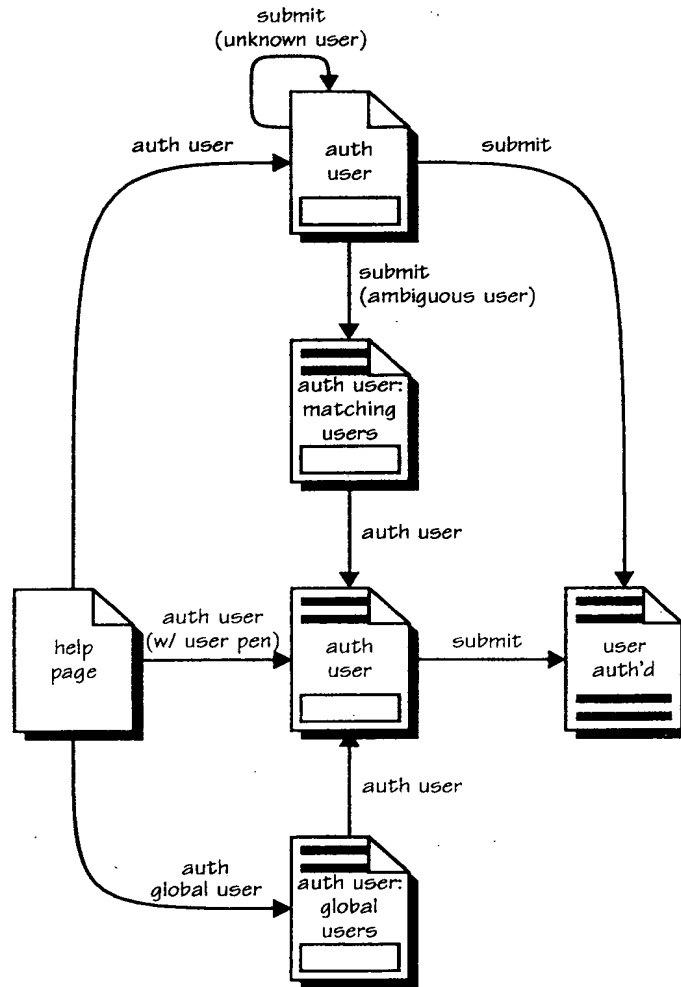 submit
(unknown user)
auth user
auth
user
submit
submit
(ambiguous user)
auth user:
matching
users
auth user
help
page
auth user
(w/ user pen)
auth
user
submit
user
auth'd
auth user
auth
global user
auth user:
global
users